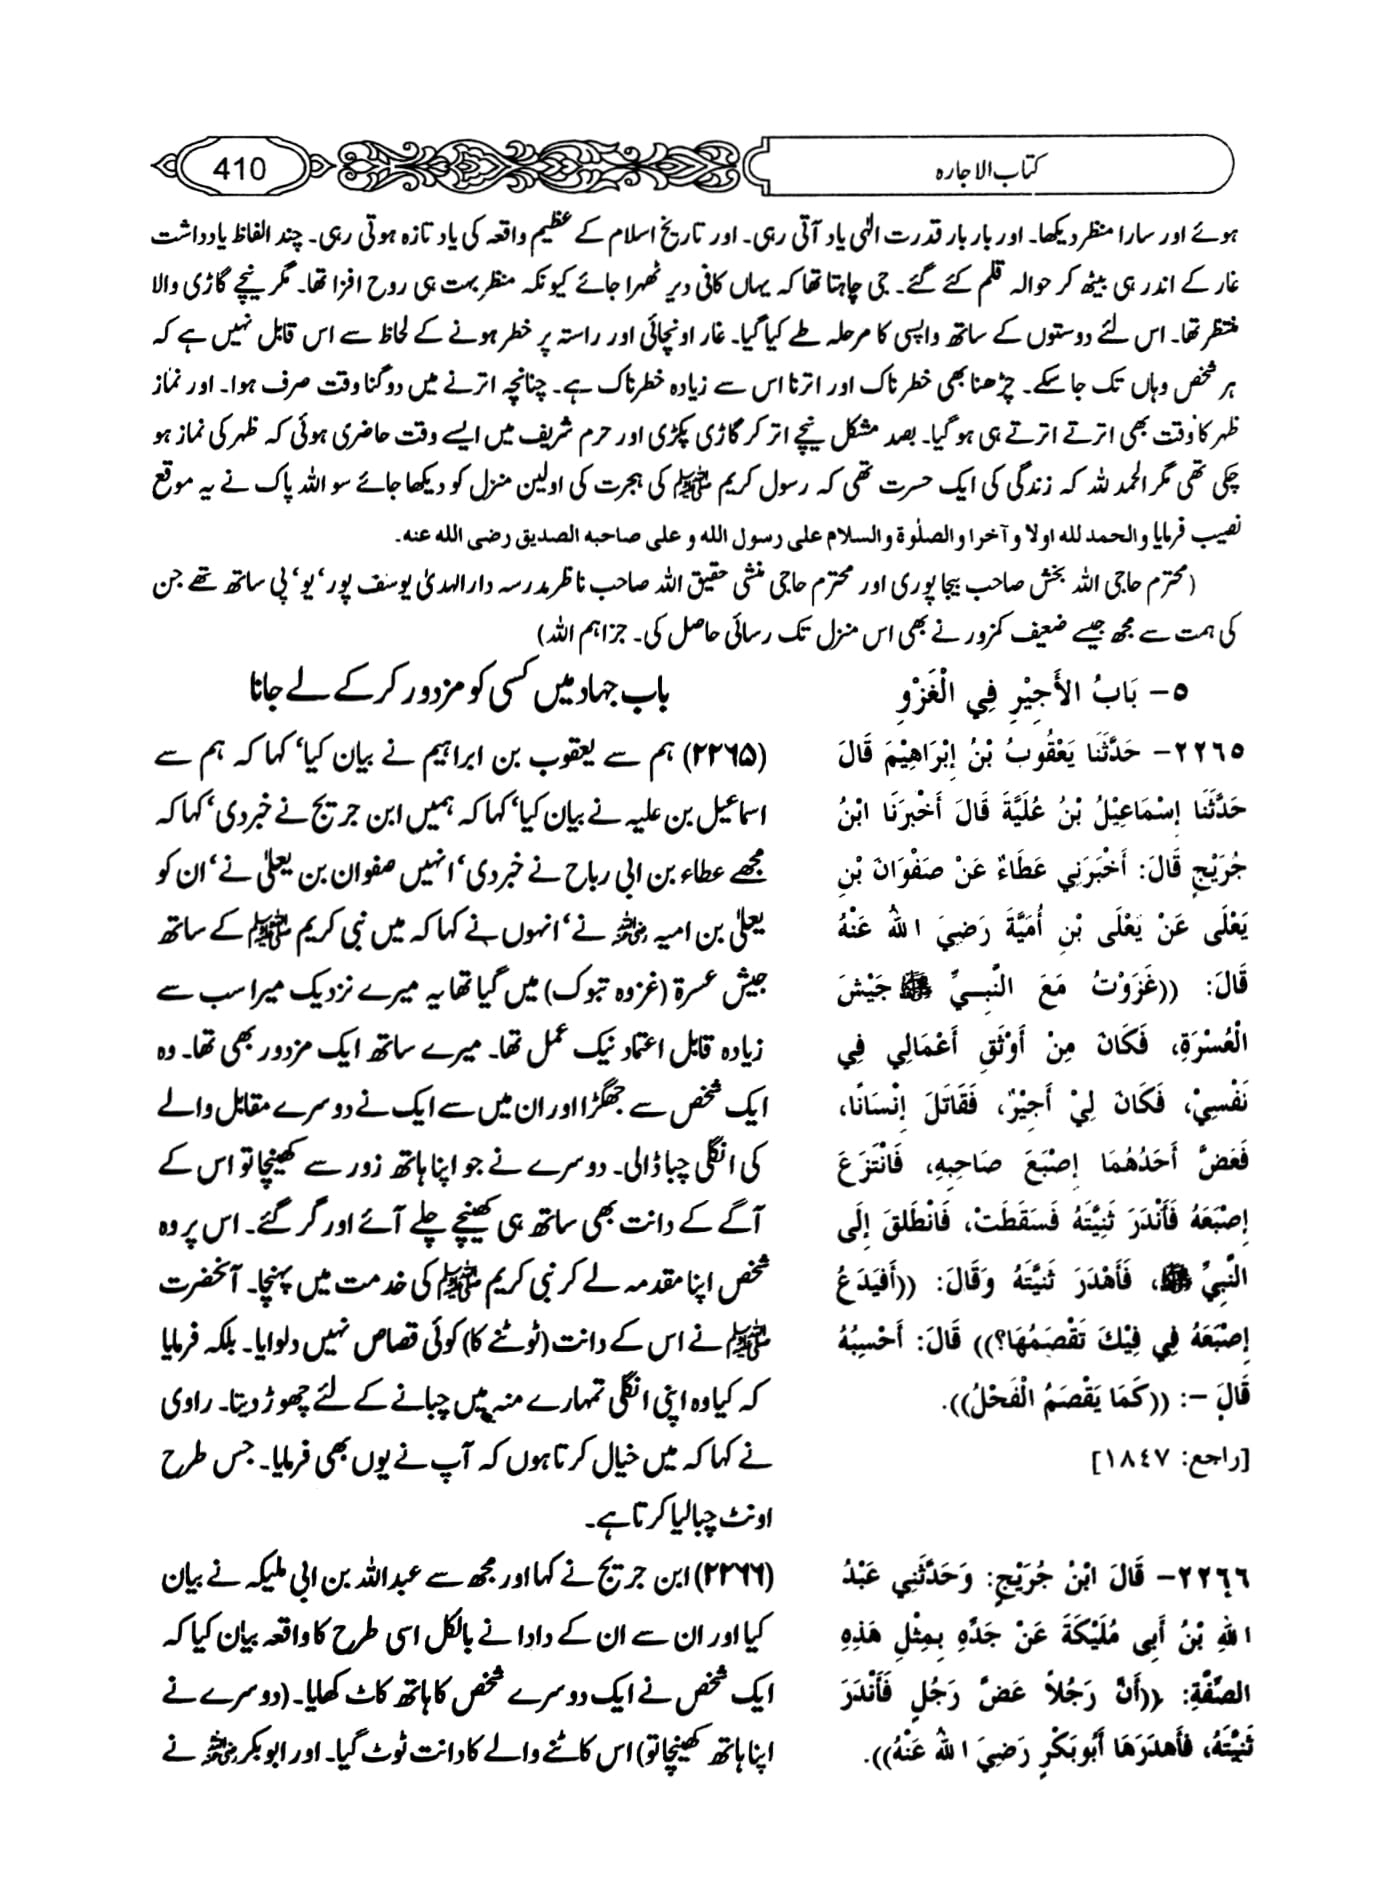 410
کتاب الاجارہ
ہوئے اور سارا منظر دیکھا۔ اور بار بار قدرت الٰہی یاد آتی رہی۔ اور تاریخ اسلام کے عظیم واقعہ کی یاد تازہ ہوتی رہی۔ چند الفاظ یادداشت
غار کے اندر ہی بیٹھ کر حوالہ قلم کئے گئے۔ جی چاہتا تھا کہ یہاں کافی دیر ٹھہرا جائے کیونکہ منظر بہت ہی روح افزا تھا۔ مگر نیچے گاڑی والا
منتظر تھا۔ اس لئے دوستوں کے ساتھ واپسی کا مرحلہ طے کیا گیا۔ غار اونچائی اور راستہ پر خطر ہونے کے لحاظ سے اس قابل نہیں ہے کہ
ہر شخص وہاں تک جا سکے۔ چڑھنا بھی خطرناک اور اترنا اس سے زیادہ خطرناک ہے۔ چنانچہ اترنے میں دو گنا وقت صرف ہوا۔ اور نماز
ظہر کا وقت بھی اترتے اترتے ہی ہو گیا۔ بصد مشکل نیچے اتر کر گاڑی پکڑی اور حرم شریف میں ایسے وقت حاضری ہوئی کہ ظہر کی نماز ہو
چکی تھی مگر الحمد للہ کہ زندگی کی ایک حسرت تھی کہ رسول کریم ﷺ کی ہجرت کی اولین منزل کو دیکھا جائے سو اللہ پاک نے یہ موقع
نصیب فرمایا والحمد لله اولا و آخرا والصلوٰة والسلام علی رسول الله و علی صاحبه الصدیق رضی الله عنه۔
(محترم حاجی اللہ بخش صاحب بیجاپوری اور محترم حاجی منشی حقیق اللہ صاحب ناظر مدرسہ دارالہدیٰ یوسف پور‘ یو‘ پی ساتھ تھے جن
کی ہمت سے مجھ جیسے ضعیف کمزور نے بھی اس منزل تک رسائی حاصل کی۔ جزاہم اللہ)
٥- بَابُ الأَجِيْرِ فِي الْغَزْوِ
٢٢٦٥- حَدَّثَنَا يَعْقُوبُ بْنُ إِبْرَاهِيْمَ قَالَ
حَدَّثَنَا إِسْمَاعِيْلُ بْنُ عُلَيَّةَ قَالَ أَخْبَرَنَا ابْنُ
جُرَيْجٍ قَالَ: أَخْبَرَنِي عَطَاءٌ عَنْ صَفْوَانَ بْنِ
يَعْلَى عَنْ يَعْلَى بْنِ أُمَيَّةَ رَضِيَ اللهُ عَنْهُ
قَالَ: ((غَزَوْتُ مَعَ النَّبِـيِّ ﷺ جَيْشَ
الْعُسْرَةِ، فَكَانَ مِنْ أَوْثَقِ أَعْمَالِي فِي
نَفْسِيْ، فَكَانَ لِيْ أَجِيْرٌ، فَقَاتَلَ إِنْسَانًا،
فَعَضَّ أَحَدُهُمَا إِصْبَعَ صَاحِبِهِ، فَانْتَزَعَ
إِصْبَعَهُ فَأَنْدَرَ ثَنِيَّتَهُ فَسَقَطَتْ، فَانْطَلقَ إِلَى
النَّبِيِّ ﷺ، فَأَهْدَرَ ثَنيَّتَهُ وَقَالَ: ((أَفَيَدَعُ
إِصْبَعَهُ فِي فِيْكَ تَقْصَمُهَا؟)) قَالَ: أَحْسِبُهُ
قَالَ -: ((كَمَا يَقْصَمُ الْفَحْلُ)).
[راجع: ١٨٤٧]
٢٢٦٦- قَالَ ابْنُ جُرَيْجٍ: وَحَدَّثَنِي عَبْدُ
اللهِ بْنُ أَبِي مُلَيْكَةَ عَنْ جَدِّهِ بِمِثْلِ هَذِهِ
الصِّفَّةِ: ((أَنَّ رَجُلاً عَضَّ رَجُلٍ فَأَنْدَرَ
ثَنِيَّتَهُ، فَأَهدَرَهَا أَبُوبَكْرٍ رَضِيَ اللهُ عَنْهُ)).
باب جہاد میں کسی کو مزدور کر کے لے جانا
(۲۲۶۵) ہم سے یعقوب بن ابراہیم نے بیان کیا‘ کہا کہ ہم سے
اسماعیل بن علیہ نے بیان کیا‘ کہا کہ ہمیں ابن جریج نے خبر دی‘ کہا کہ
مجھے عطاء بن ابی رباح نے خبر دی‘ انہیں صفوان بن یعلیٰ نے‘ ان کو
یعلیٰ بن امیہ ؓ نے‘ انہوں نے کہا کہ میں نبی کریم ﷺ کے ساتھ
جیش عسرۃ (غزوہ تبوک) میں گیا تھا یہ میرے نزدیک میرا سب سے
زیادہ قابل اعتماد نیک عمل تھا۔ میرے ساتھ ایک مزدور بھی تھا۔ وہ
ایک شخص سے جھگڑا اور ان میں سے ایک نے دوسرے مقابل والے
کی انگلی چبا ڈالی۔ دوسرے نے جو اپنا ہاتھ زور سے کھینچا تو اس کے
آگے کے دانت بھی ساتھ ہی کھنچے چلے آئے اور گر گئے۔ اس پر وہ
شخص اپنا مقدمہ لے کر نبی کریم ﷺ کی خدمت میں پہنچا۔ آنحضرت
ﷺ نے اس کے دانت (ٹوٹنے کا) کوئی قصاص نہیں دلوایا۔ بلکہ فرمایا
کہ کیا وہ اپنی انگلی تمہارے منہ میں چبانے کے لئے چھوڑ دیتا۔ راوی
نے کہا کہ میں خیال کرتا ہوں کہ آپ نے یوں بھی فرمایا۔ جس طرح
اونٹ چبا لیا کرتا ہے۔
(۲۲۶۶) ابن جریج نے کہا اور مجھ سے عبداللہ بن ابی ملیکہ نے بیان
کیا اور ان سے ان کے دادا نے بالکل اسی طرح کا واقعہ بیان کیا کہ
ایک شخص نے ایک دوسرے شخص کا ہاتھ کاٹ کھایا۔ (دوسرے نے
اپنا ہاتھ کھینچا تو) اس کاٹنے والے کا دانت ٹوٹ گیا۔ اور ابوبکر ؓ نے